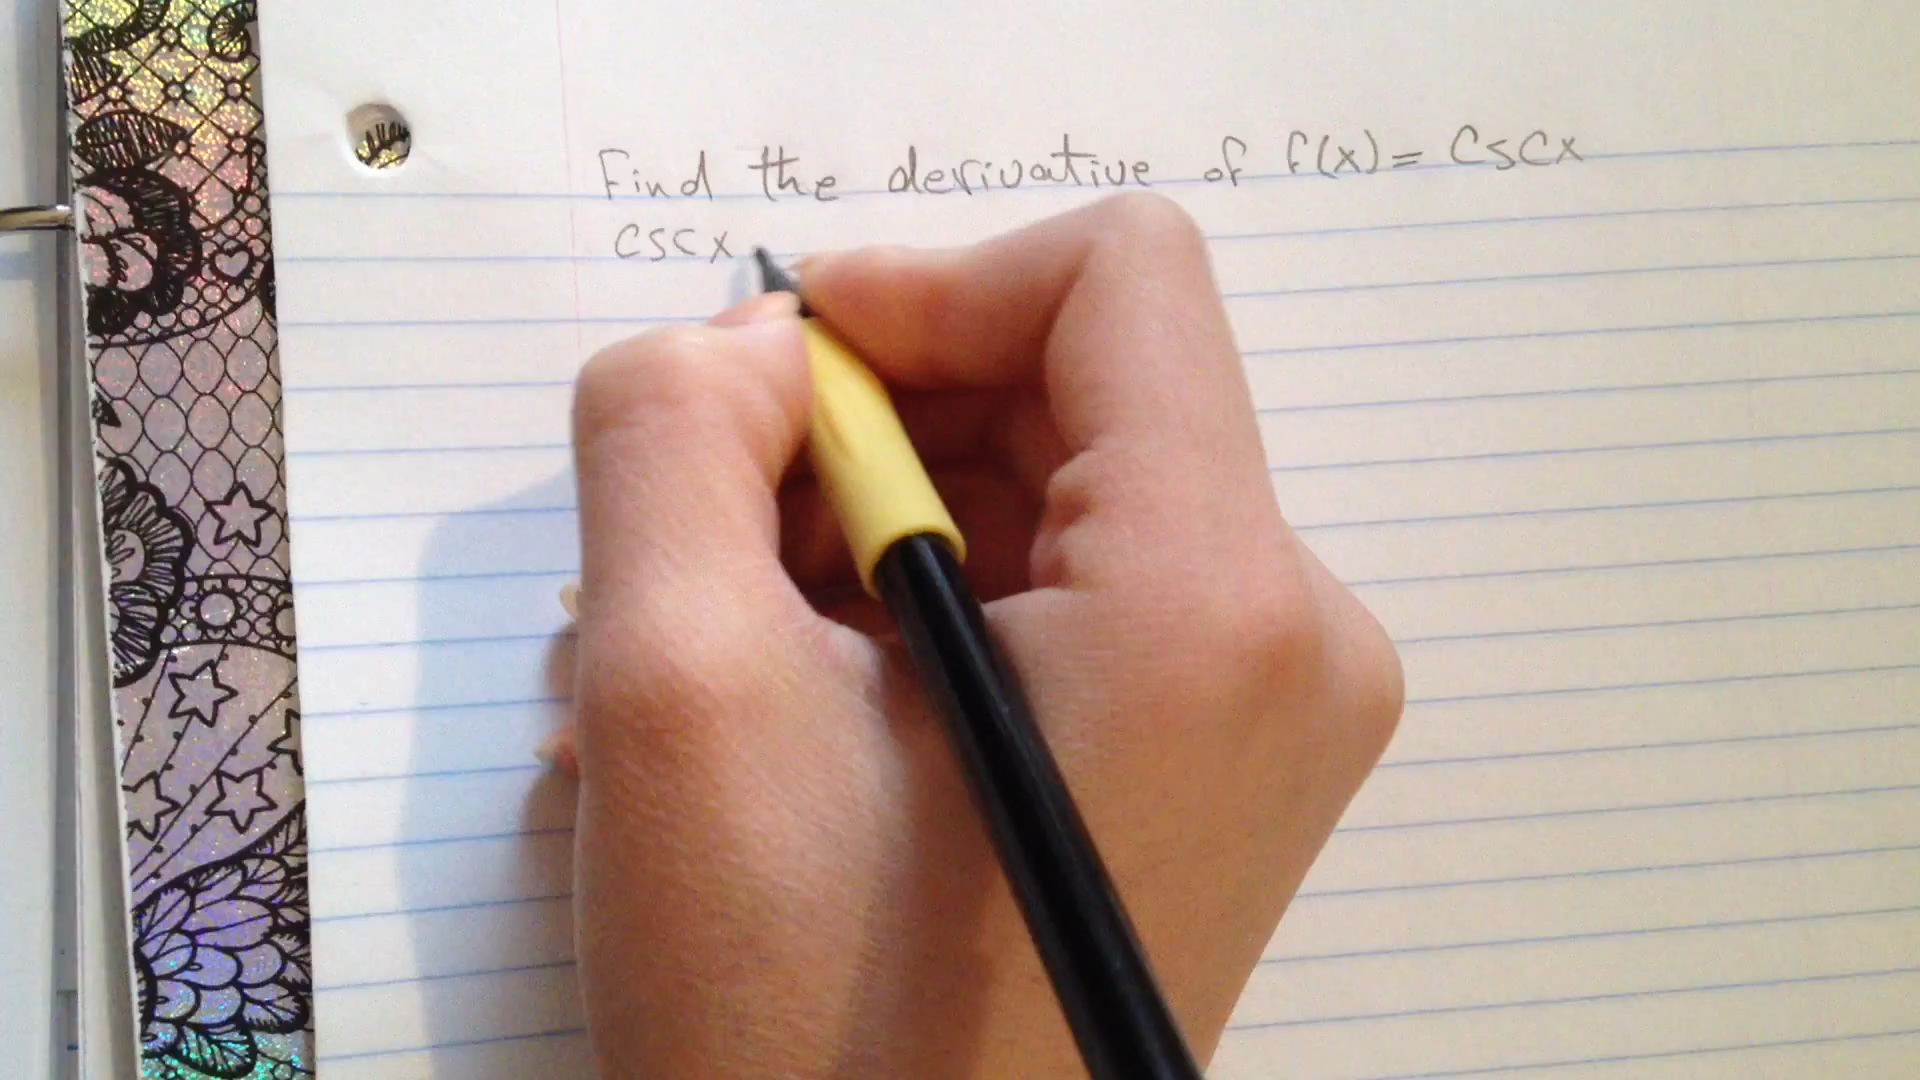 Find the derivative of f(x) = cscx
cscx